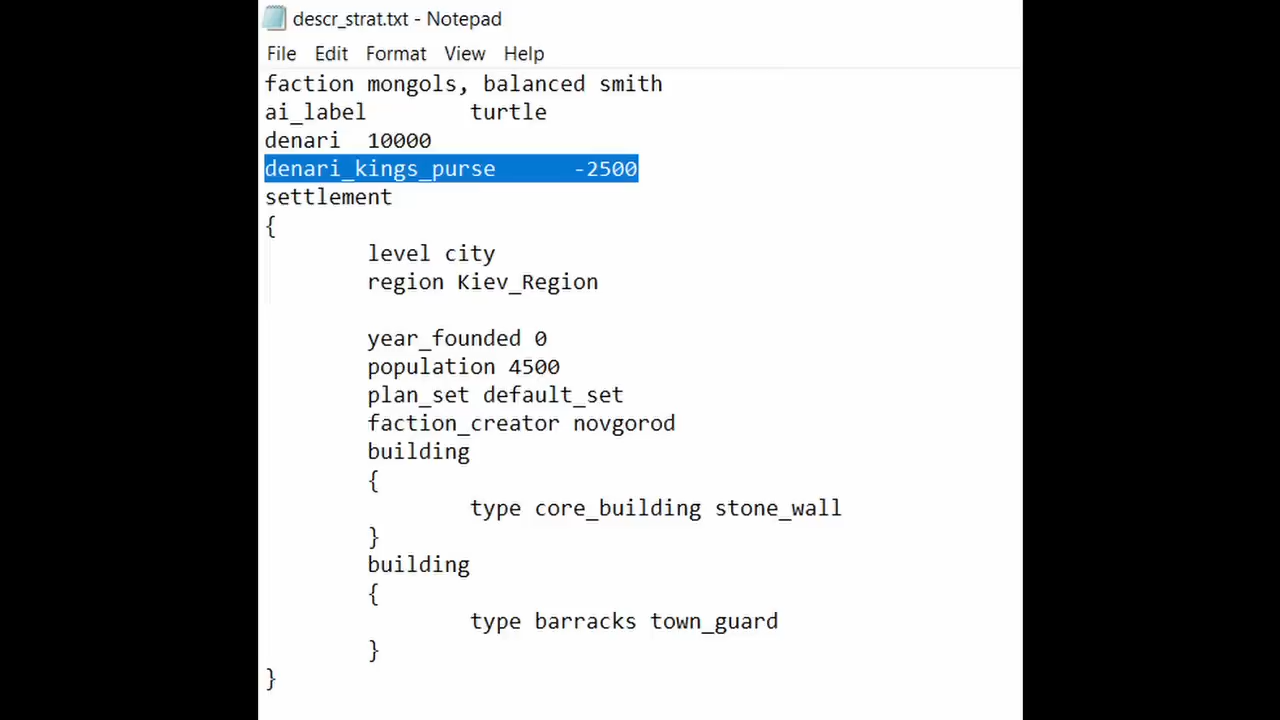 descr_strat.txt - Notepad
File Edit Format View Help
faction mongols, balanced smith
ai_label turtle
denari 10000
denari_kings_purse -2500
settlement
{
level city
region Kiev_Region
year_founded 0
population 4500
plan_set default_set
faction_creator novgorod
building
{
type core_building stone_wall
}
building
{
type barracks town_guard
}
}